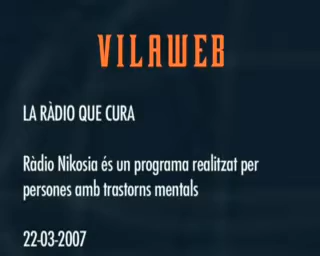 VILAWEB
LA RÀDIO QUE CURA
Ràdio Nikosia és un programa realitzat per
persones amb trastorns mentals
22-03-2007